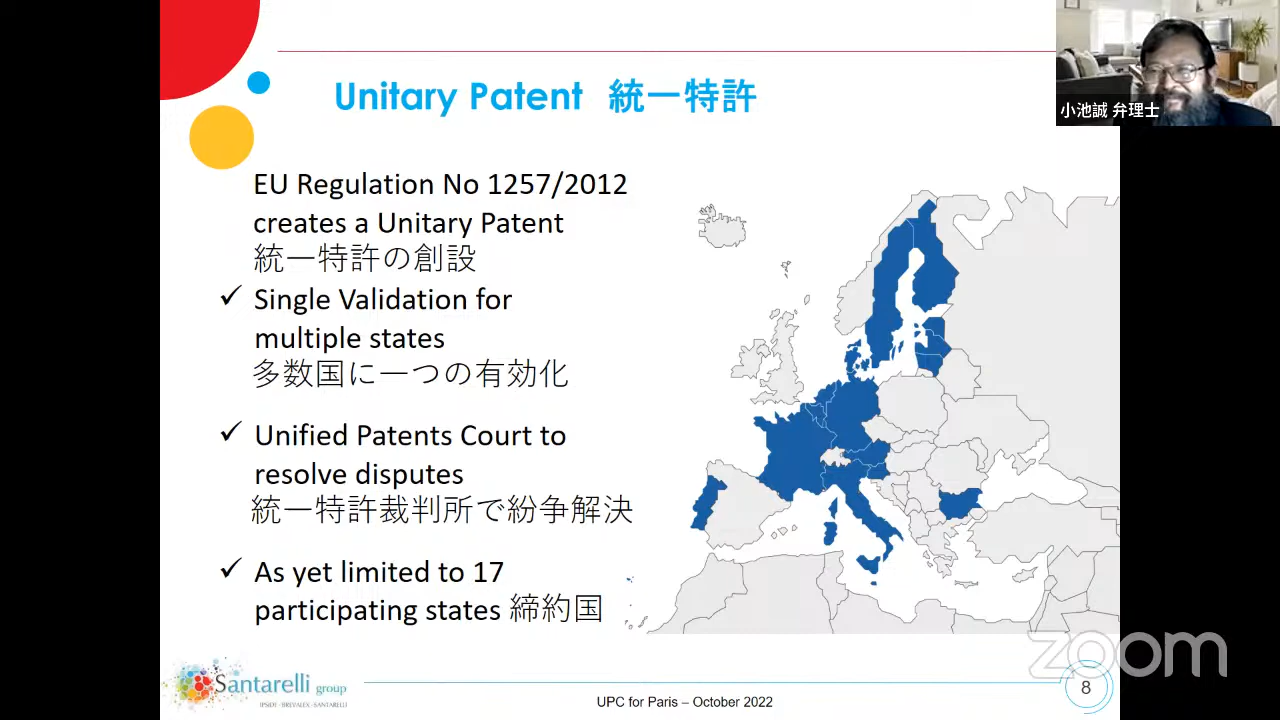 Unitary Patent 統一特許
小池誠 弁理士
EU Regulation No 1257/2012
creates a Unitary Patent
統一特許の創設
✓ Single Validation for
multiple states
多数国に一つの有効化
✓ Unified Patents Court to
resolve disputes
統一特許裁判所で紛争解決
✓ As yet limited to 17
participating states 締約国
zoom
Santarelli group
IPSIDE - BREVALEX - SANTARELLI
UPC for Paris – October 2022
8